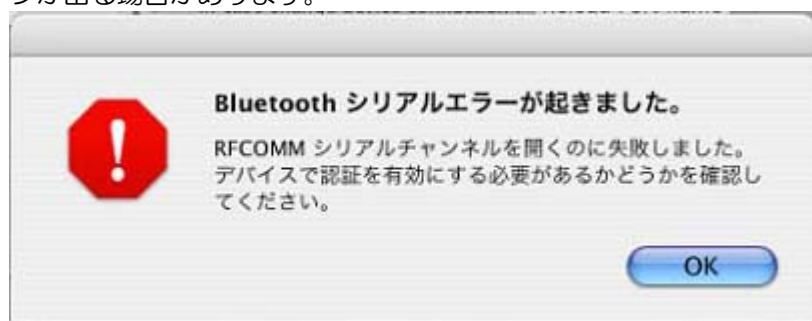 Bluetooth シリアルエラーが起きました。
RFCOMM シリアルチャンネルを開くのに失敗しました。
デバイスで認証を有効にする必要があるかどうかを確認し
てください。
OK